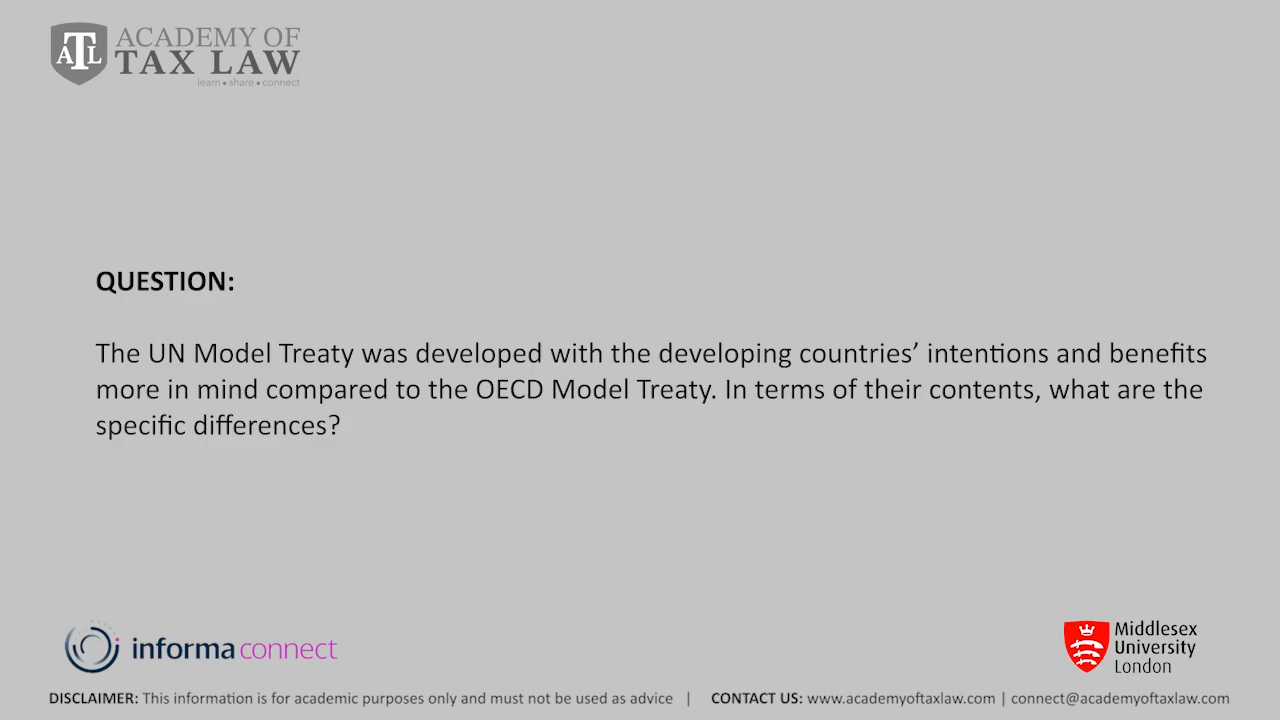 ATL
ACADEMY OF
TAX LAW
learn • share • connect
QUESTION:
The UN Model Treaty was developed with the developing countries’ intentions and benefits
more in mind compared to the OECD Model Treaty. In terms of their contents, what are the
specific differences?
informa connect
Middlesex
University
London
DISCLAIMER: This information is for academic purposes only and must not be used as advice | CONTACT US: www.academyoftaxlaw.com | connect@academyoftaxlaw.com